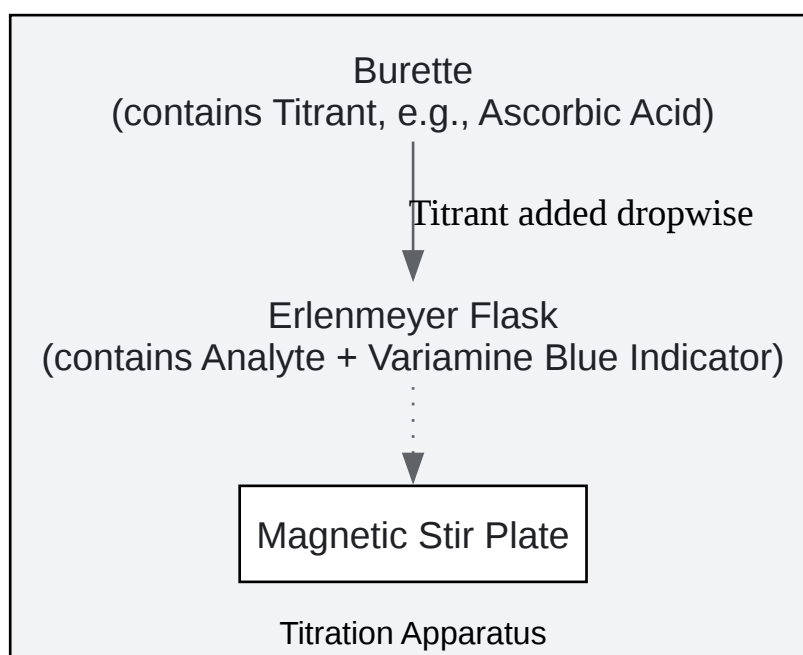 Burette
(contains Titrant, e.g., Ascorbic Acid)
Titrant added dropwise
Erlenmeyer Flask
(contains Analyte + Variamine Blue Indicator)
Magnetic Stir Plate
Titration Apparatus